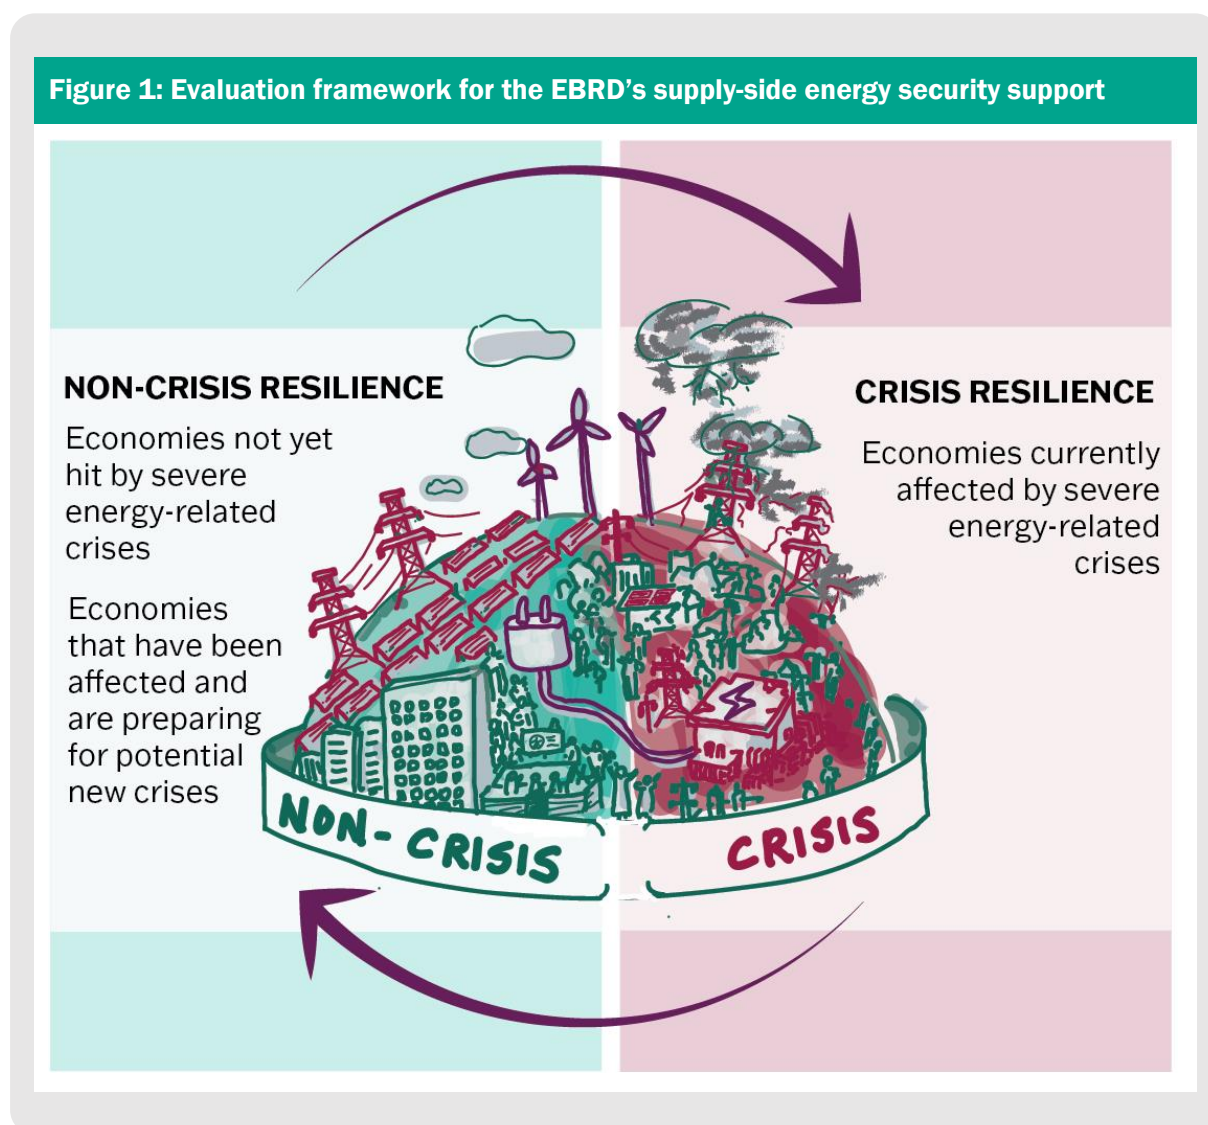 Figure 1: Evaluation framework for the EBRD’s supply-side energy security support
NON-CRISIS RESILIENCE
Economies not yet
hit by severe
energy-related
crises
Economies
that have been
affected and
are preparing
for potential
new crises
CRISIS RESILIENCE
Economies currently
affected by severe
energy-related
crises
NON-CRISIS
CRISIS